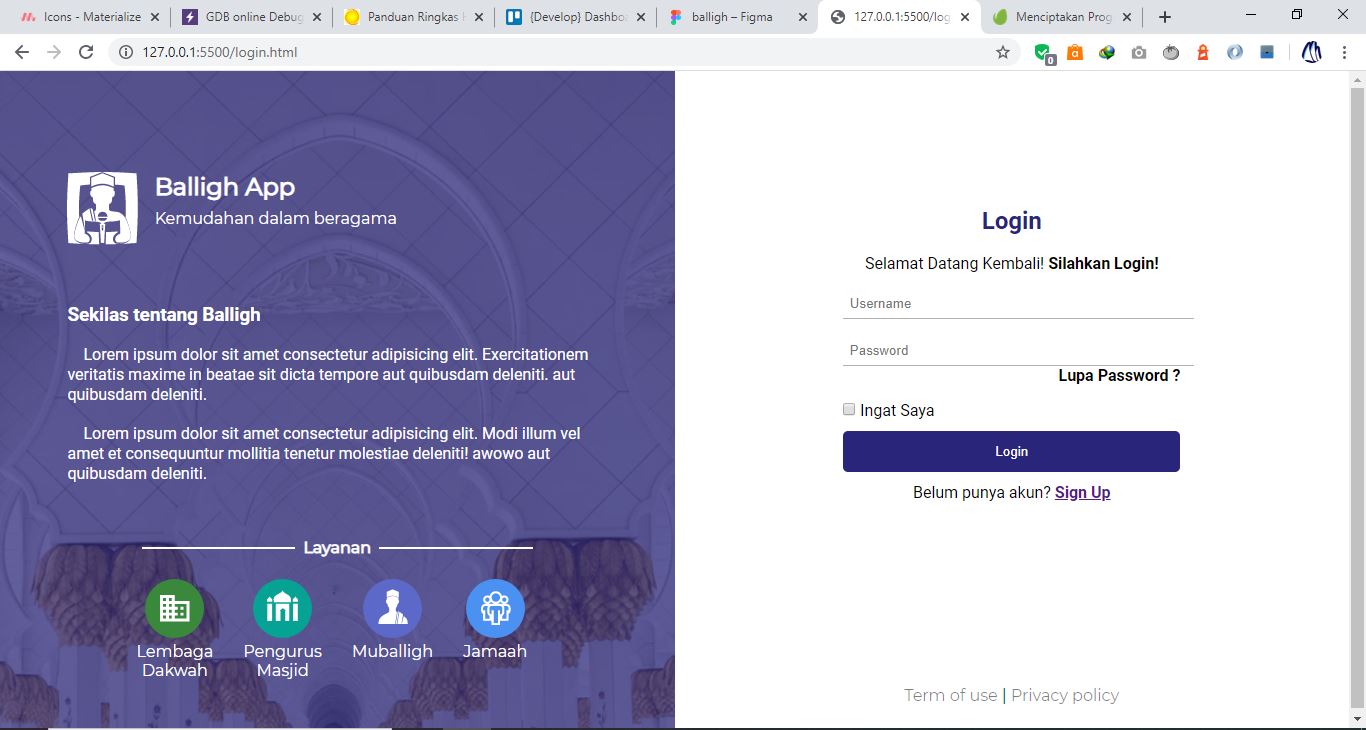 Icons - Materialize
GDB online Debug
Panduan Ringkas
{Develop} Dashbo
balligh – Figma
127.0.0.1:5500/log
Menciptakan Prog
127.0.0.1:5500/login.html
0
Balligh App
Kemudahan dalam beragama
Sekilas tentang Balligh
Lorem ipsum dolor sit amet consectetur adipisicing elit. Exercitationem
veritatis maxime in beatae sit dicta tempore aut quibusdam deleniti. aut
quibusdam deleniti.
Lorem ipsum dolor sit amet consectetur adipisicing elit. Modi illum vel
amet et consequuntur mollitia tenetur molestiae deleniti! awowo aut
quibusdam deleniti.
Layanan
Lembaga
Dakwah
Pengurus
Masjid
Muballigh
Jamaah
Login
Selamat Datang Kembali! Silahkan Login!
Username
Password
Lupa Password ?
Ingat Saya
Login
Belum punya akun? Sign Up
Term of use | Privacy policy